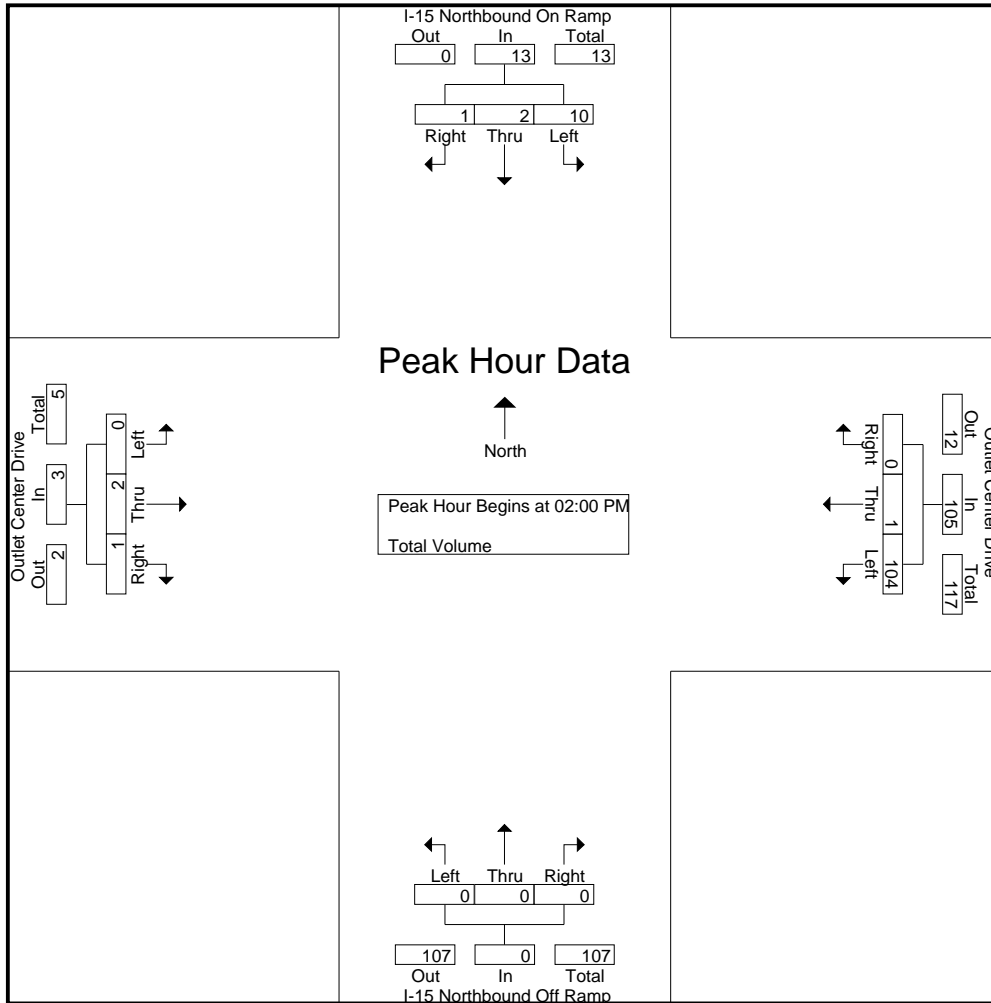 I-15 Northbound On Ramp
Out In Total
0 13 13
1 2 10
Right Thru Left
Peak Hour Data
North
Peak Hour Begins at 02:00 PM
Total Volume
Outlet Center Drive
Total In Out
5 3 2
0 2 1
Left Thru Right
Outlet Center Drive
Out In Total
12 105 117
0 1 104
Right Thru Left
Left Thru Right
0 0 0
107 0 107
Out In Total
I-15 Northbound Off Ramp